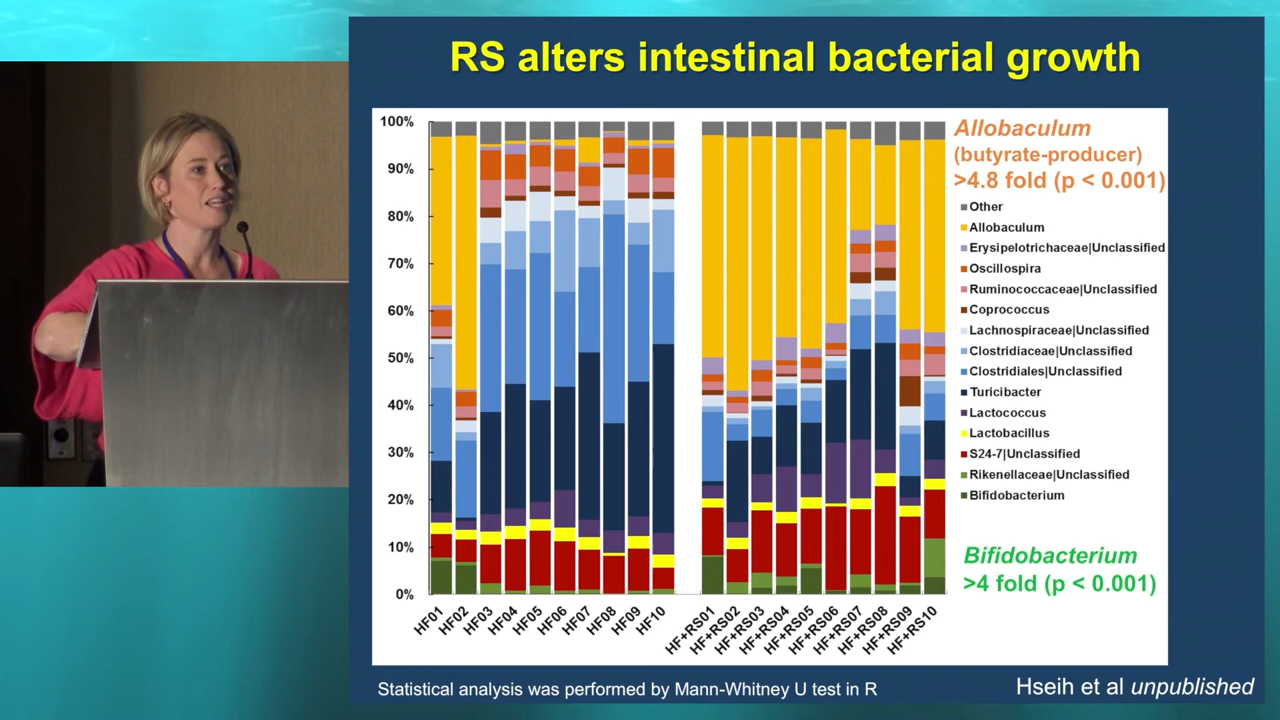 RS alters intestinal bacterial growth
100%
90%
80%
70%
60%
50%
40%
30%
20%
10%
0%
HF01
HF02
HF03
HF04
HF05
HF06
HF07
HF08
HF09
HF10
HF+RS01
HF+RS02
HF+RS03
HF+RS04
HF+RS05
HF+RS06
HF+RS07
HF+RS08
HF+RS09
HF+RS10
Allobaculum
(butyrate-producer)
>4.8 fold (p < 0.001)
Other
Allobaculum
Erysipelotrichaceae|Unclassified
Oscillospira
Ruminococcaceae|Unclassified
Coprococcus
Lachnospiraceae|Unclassified
Clostridiaceae|Unclassified
Clostridiales|Unclassified
Turicibacter
Lactococcus
Lactobacillus
S24-7|Unclassified
Rikenellaceae|Unclassified
Bifidobacterium
Bifidobacterium
>4 fold (p < 0.001)
Statistical analysis was performed by Mann-Whitney U test in R
Hseih et al unpublished